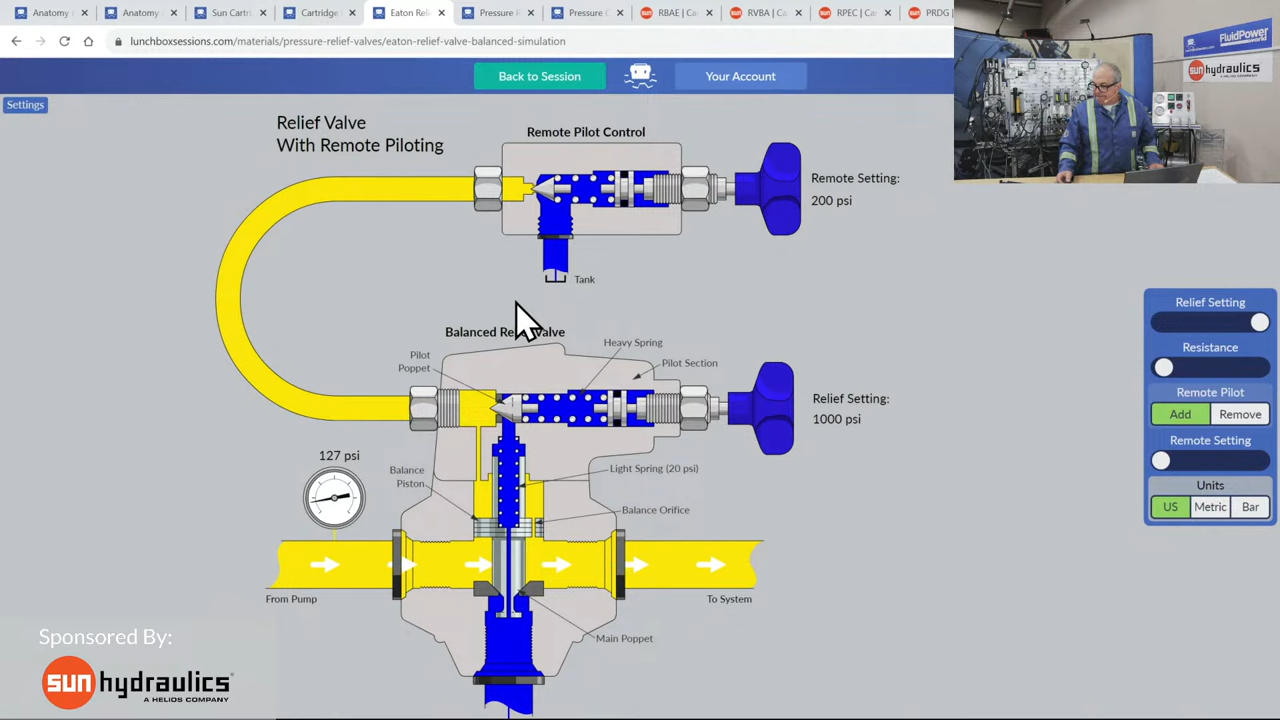 Anatomy
Anatomy
Sun Cartri
Cartridge
Eaton Reli
Pressure R
Pressure C
RBAE | Ca
RVBA | Ca
RPEC | Ca
PRDG |
lunchboxsessions.com/materials/pressure-relief-valves/eaton-relief-valve-balanced-simulation
FluidPower
World
sun hydraulics
A HELIOS COMPANY
Back to Session
Your Account
Settings
Relief Valve
With Remote Piloting
Remote Pilot Control
Remote Setting:
200 psi
Tank
Balanced Re Valve
Heavy Spring
Pilot
Poppet
Pilot Section
Relief Setting:
1000 psi
127 psi
Balance
Piston
Light Spring (20 psi)
Balance Orifice
From Pump
To System
Main Poppet
Relief Setting
Resistance
Remote Pilot
Add
Remove
Remote Setting
Units
US
Metric
Bar
Sponsored By:
sun hydraulics
A HELIOS COMPANY